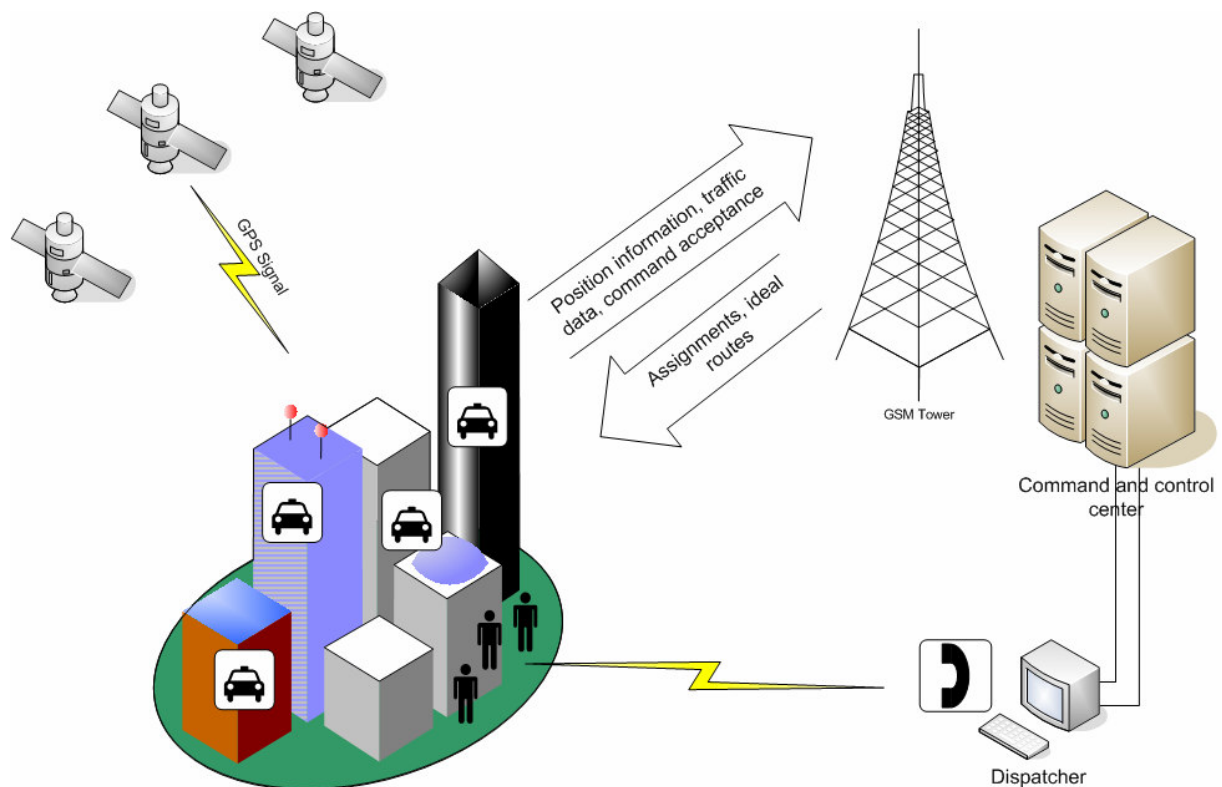 GPS Signal
Position information, traffic
data, command acceptance
Assignments, ideal
routes
GSM Tower
Command and control
center
Dispatcher